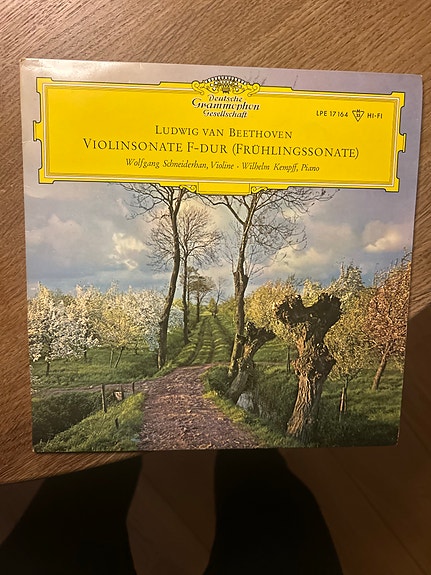 Deutsche
Grammophon
Gesellschaft
LPE 17 164 HI-FI
LUDWIG VAN BEETHOVEN
VIOLINSONATE F-DUR (FRÜHLINGSSONATE)
Wolfgang Schneiderhan, Violine - Wilhelm Kempff, Piano